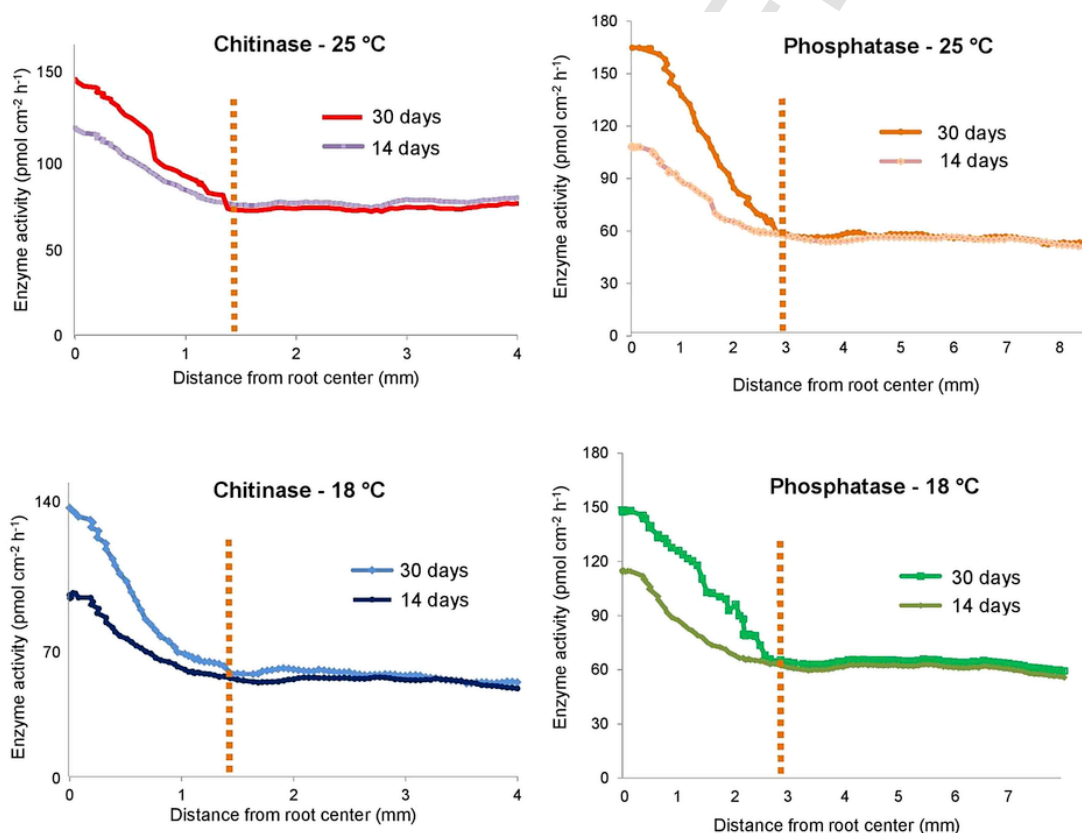 Chitinase - 25 °C
Enzyme activity (pmol cm⁻² h⁻¹)
150
100
50
0
30 days
14 days
0 1 2 3 4
Distance from root center (mm)
Phosphatase - 25 °C
Enzyme activity (pmol cm⁻² h⁻¹)
180
150
120
90
60
30
0
30 days
14 days
0 1 2 3 4 5 6 7 8
Distance from root center (mm)
Chitinase - 18 °C
Enzyme activity (pmol cm⁻² h⁻¹)
140
70
0
30 days
14 days
0 1 2 3 4
Distance from root center (mm)
Phosphatase - 18 °C
Enzyme activity (pmol cm⁻² h⁻¹)
180
150
120
90
60
30
0
30 days
14 days
0 1 2 3 4 5 6 7
Distance from root center (mm)